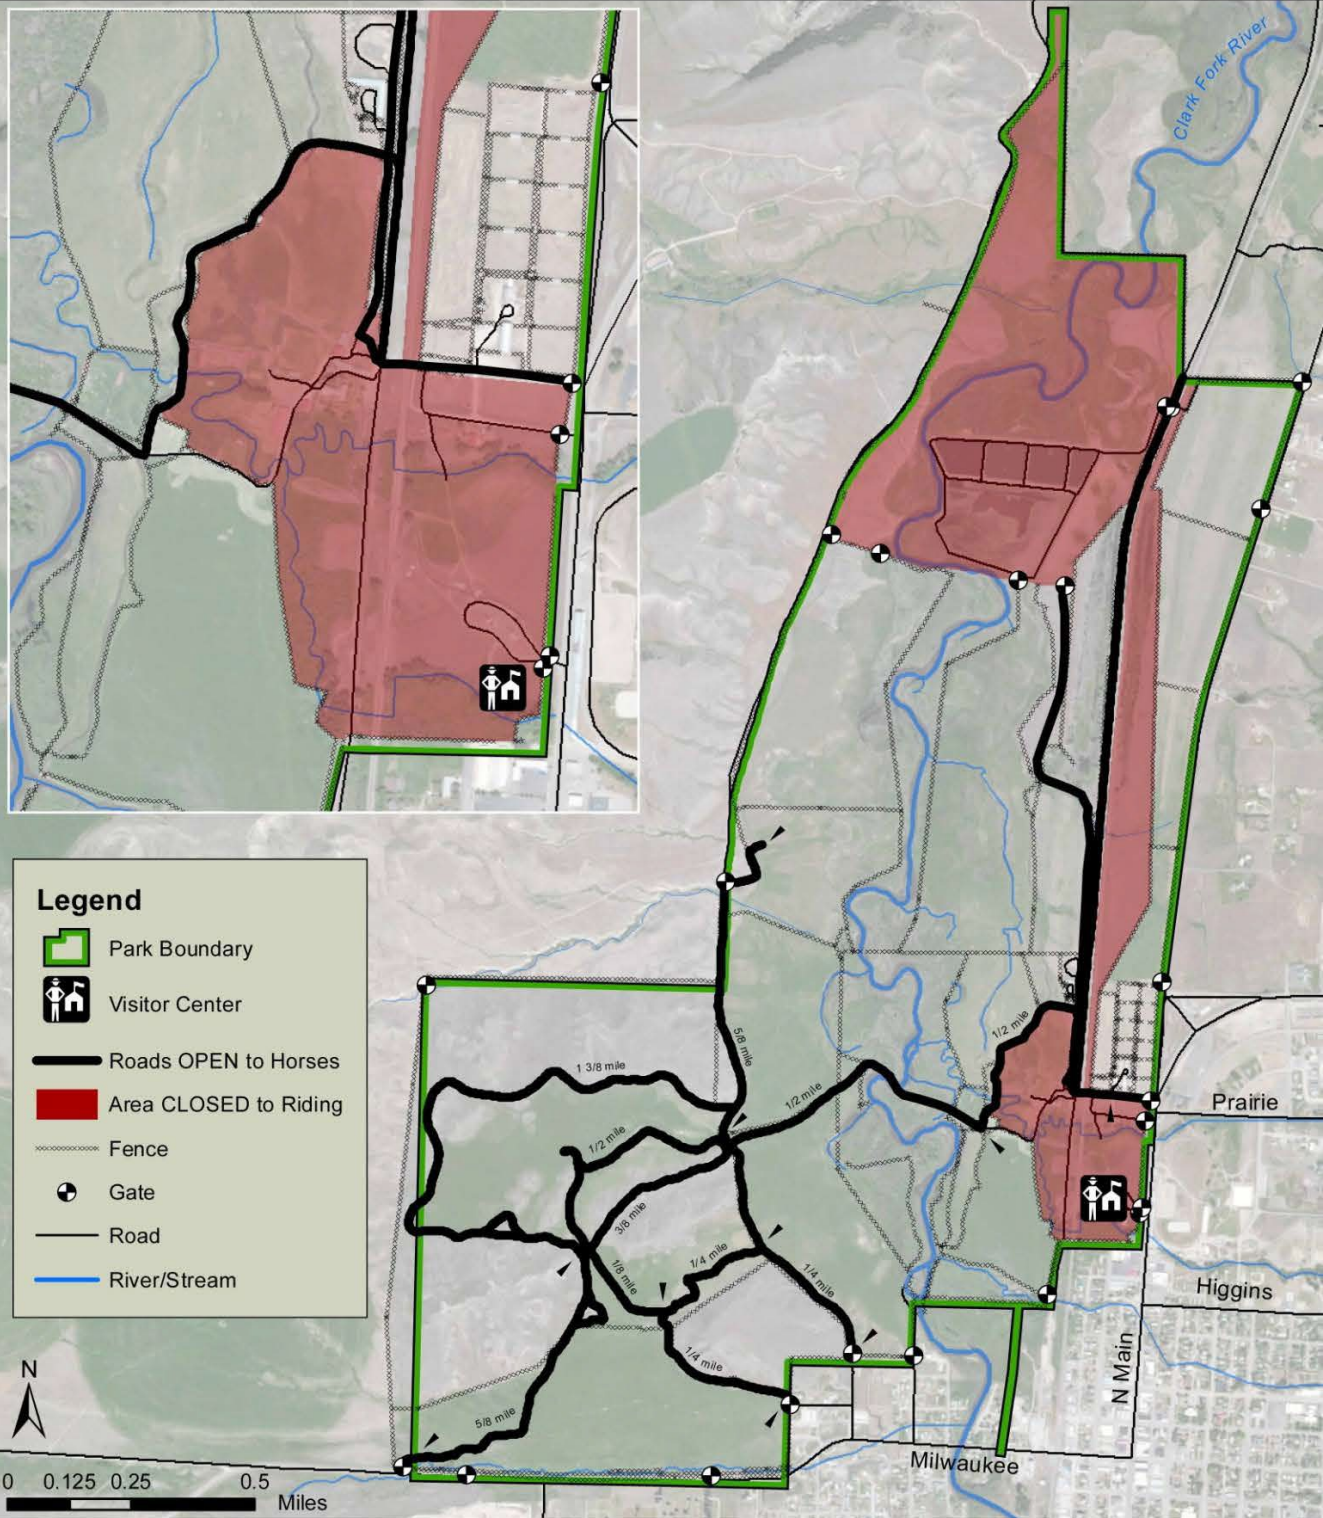 Clark Fork River
Legend
Park Boundary
Visitor Center
Roads OPEN to Horses
Area CLOSED to Riding
Fence
Gate
Road
River/Stream
N
0 0.125 0.25 0.5
Miles
1/2 mile
5/8 mile
1 3/8 mile
1/2 mile
1/2 mile
3/8 mile
1/4 mile
1/8 mile
1/4 mile
1/4 mile
5/8 mile
Prairie
Higgins
N Main
Milwaukee